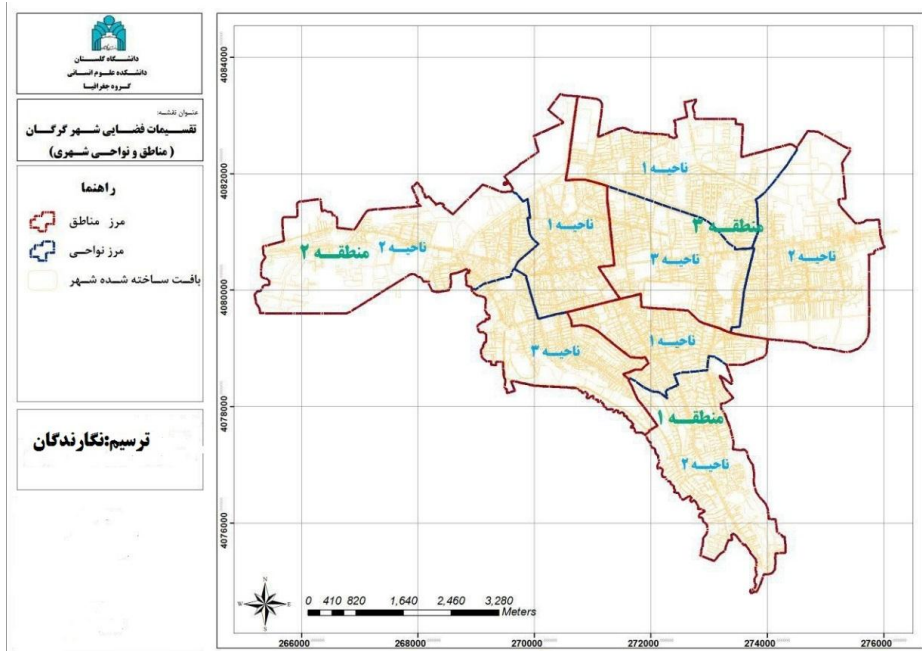 دانشگاه گلستان
دانشکده علوم انسانی
گروه جغرافیا
عنوان نقشه:
تقسیمات فضایی شهر گرگان
(مناطق و نواحی شهری)
راهنما
مرز مناطق
مرز نواحی
بافت ساخته شده شهر
ترسیم:نگارندگان
4084000
4082000
4080000
4078000
4076000
ناحیه ۱
منطقه ۳
ناحیه ۲
ناحیه ۳
ناحیه ۱
منطقه ۲
ناحیه ۲
ناحیه ۳
ناحیه ۱
منطقه ۱
ناحیه ۲
N
W
E
S
0 410 820 1,640 2,460 3,280
Meters
266000 268000 270000 272000 274000 276000